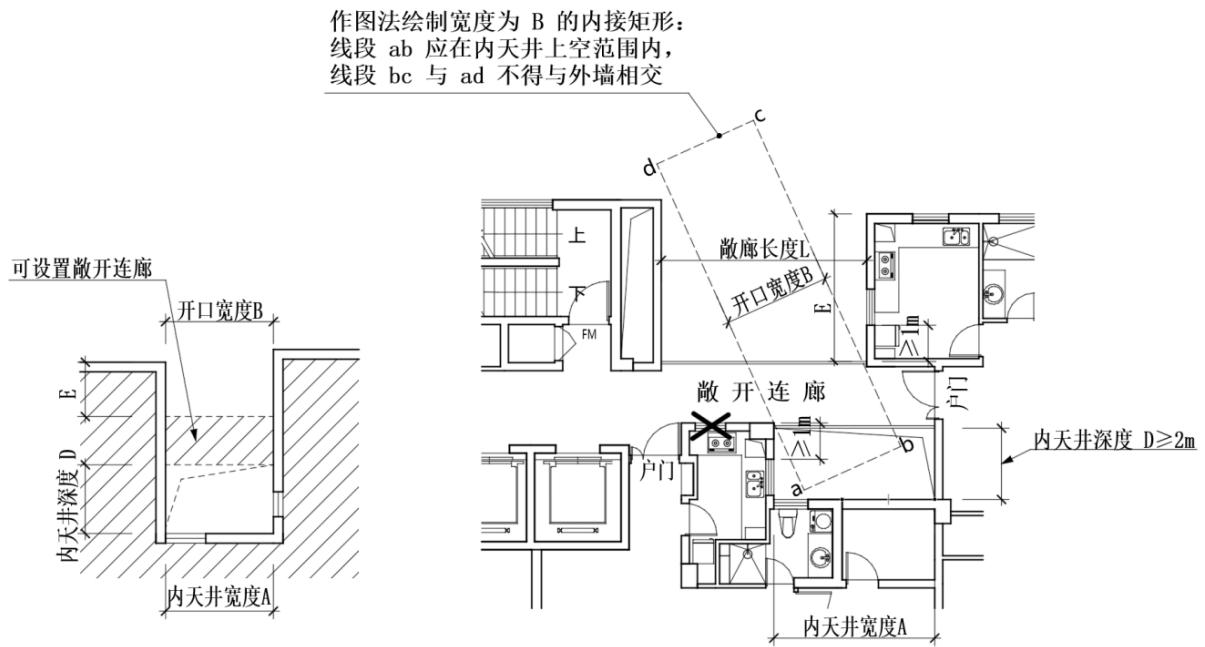 作图法绘制宽度为 B 的内接矩形:
线段 ab 应在内天井上空范围内,
线段 bc 与 ad 不得与外墙相交
c
d
上
敞廊长度L
可设置敞开连廊
下
开口宽度B
开口宽度B
E
FM
≥1m
E
敞 开 连 廊
户门
≥1m
b
内天井深度 D≥2m
户门
a
内天井深度 D
内天井宽度A
内天井宽度A